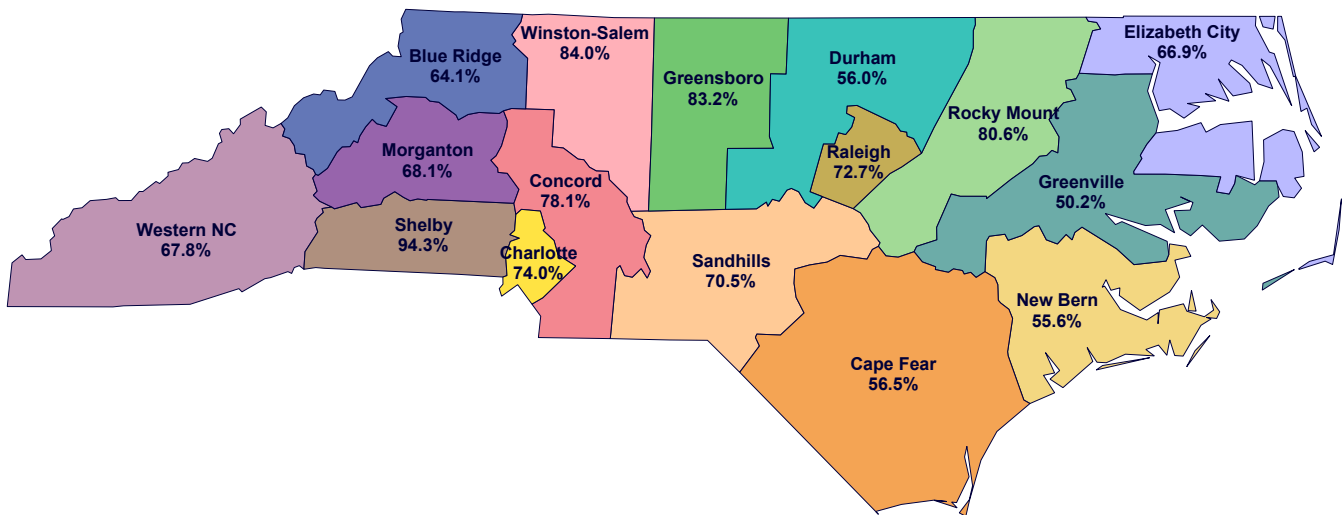 Winston-Salem
84.0%
Elizabeth City
66.9%
Blue Ridge
64.1%
Greensboro
83.2%
Durham
56.0%
Rocky Mount
80.6%
Morganton
68.1%
Raleigh
72.7%
Concord
78.1%
Greenville
50.2%
Western NC
67.8%
Shelby
94.3%
Charlotte
74.0%
Sandhills
70.5%
New Bern
55.6%
Cape Fear
56.5%